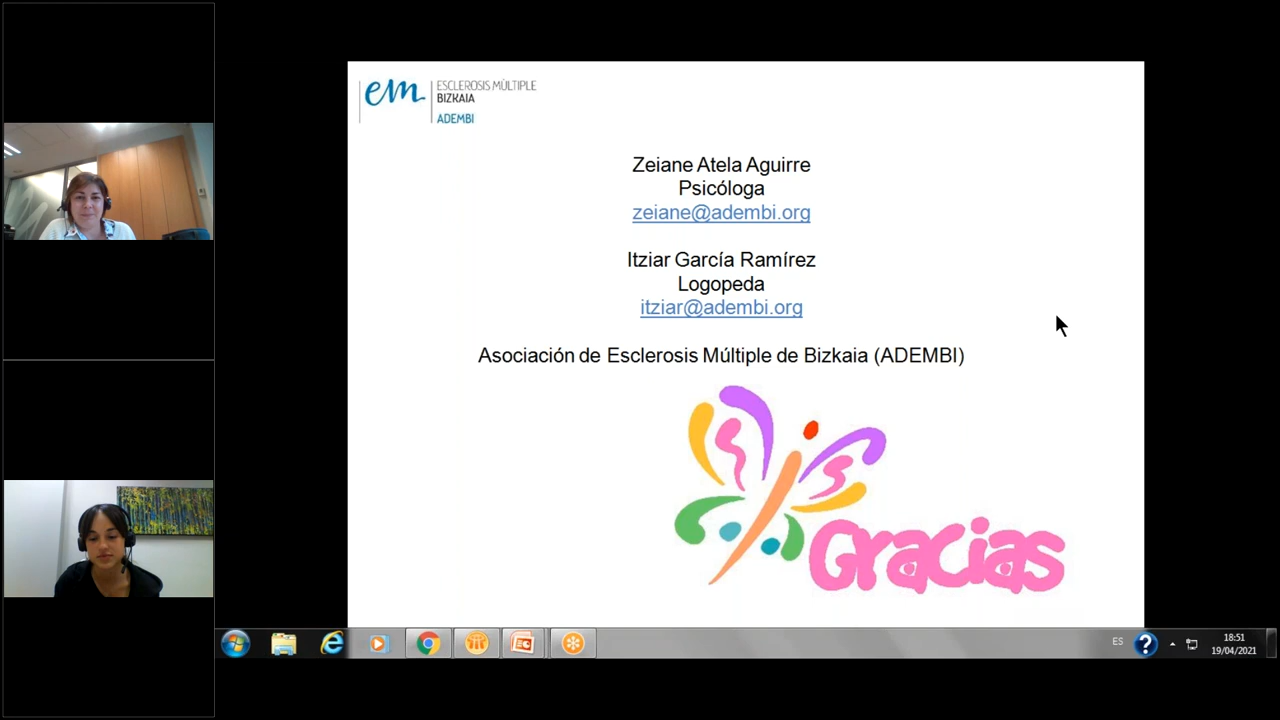 em
ESCLEROSIS MÚLTIPLE
BIZKAIA
ADEMBI
Zeiane Atela Aguirre
Psicóloga
zeiane@adembi.org
Itziar García Ramírez
Logopeda
itziar@adembi.org
Asociación de Esclerosis Múltiple de Bizkaia (ADEMBI)
Gracias
ES
18:51
19/04/2021